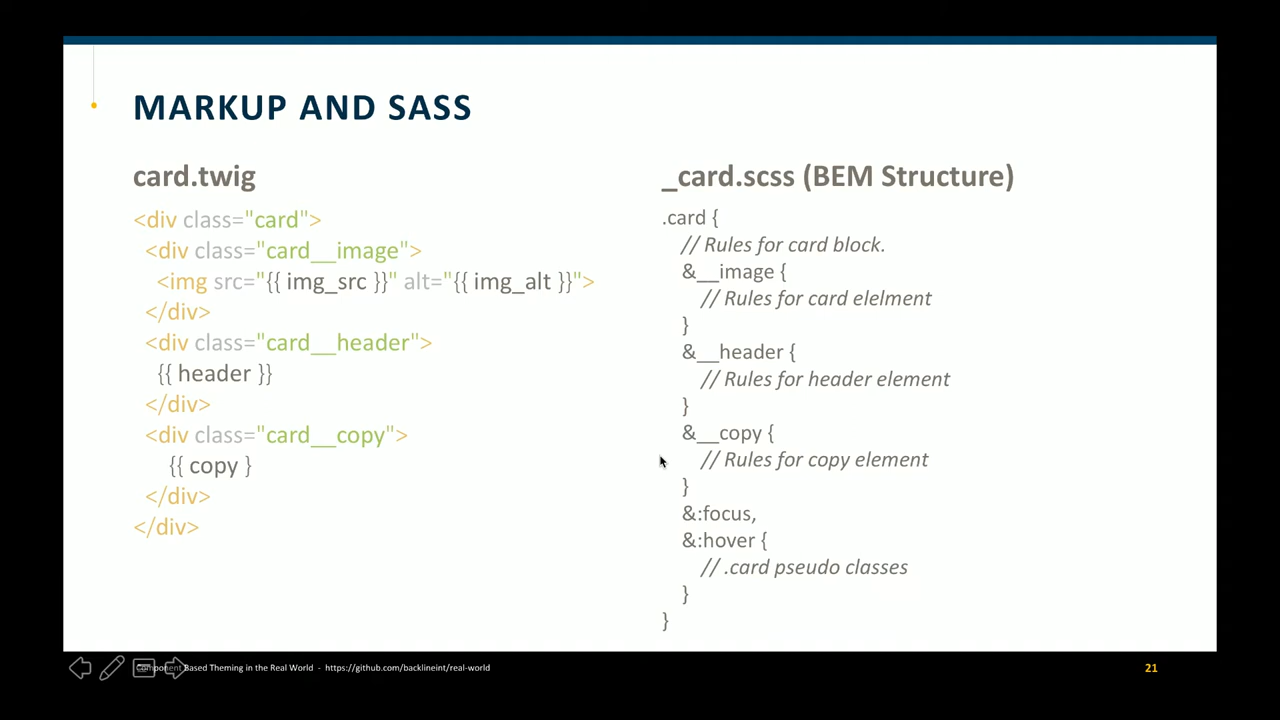 MARKUP AND SASS
card.twig
<div class="card">
<div class="card__image">
<img src="{{ img_src }}" alt="{{ img_alt }}">
</div>
<div class="card__header">
{{ header }}
</div>
<div class="card__copy">
{{ copy }
</div>
</div>
_card.scss (BEM Structure)
.card {
// Rules for card block.
&__image {
// Rules for card elelment
}
&__header {
// Rules for header element
}
&__copy {
// Rules for copy element
}
&:focus,
&:hover {
// .card pseudo classes
}
}
Component Based Theming in the Real World - https://github.com/backlineint/real-world
21